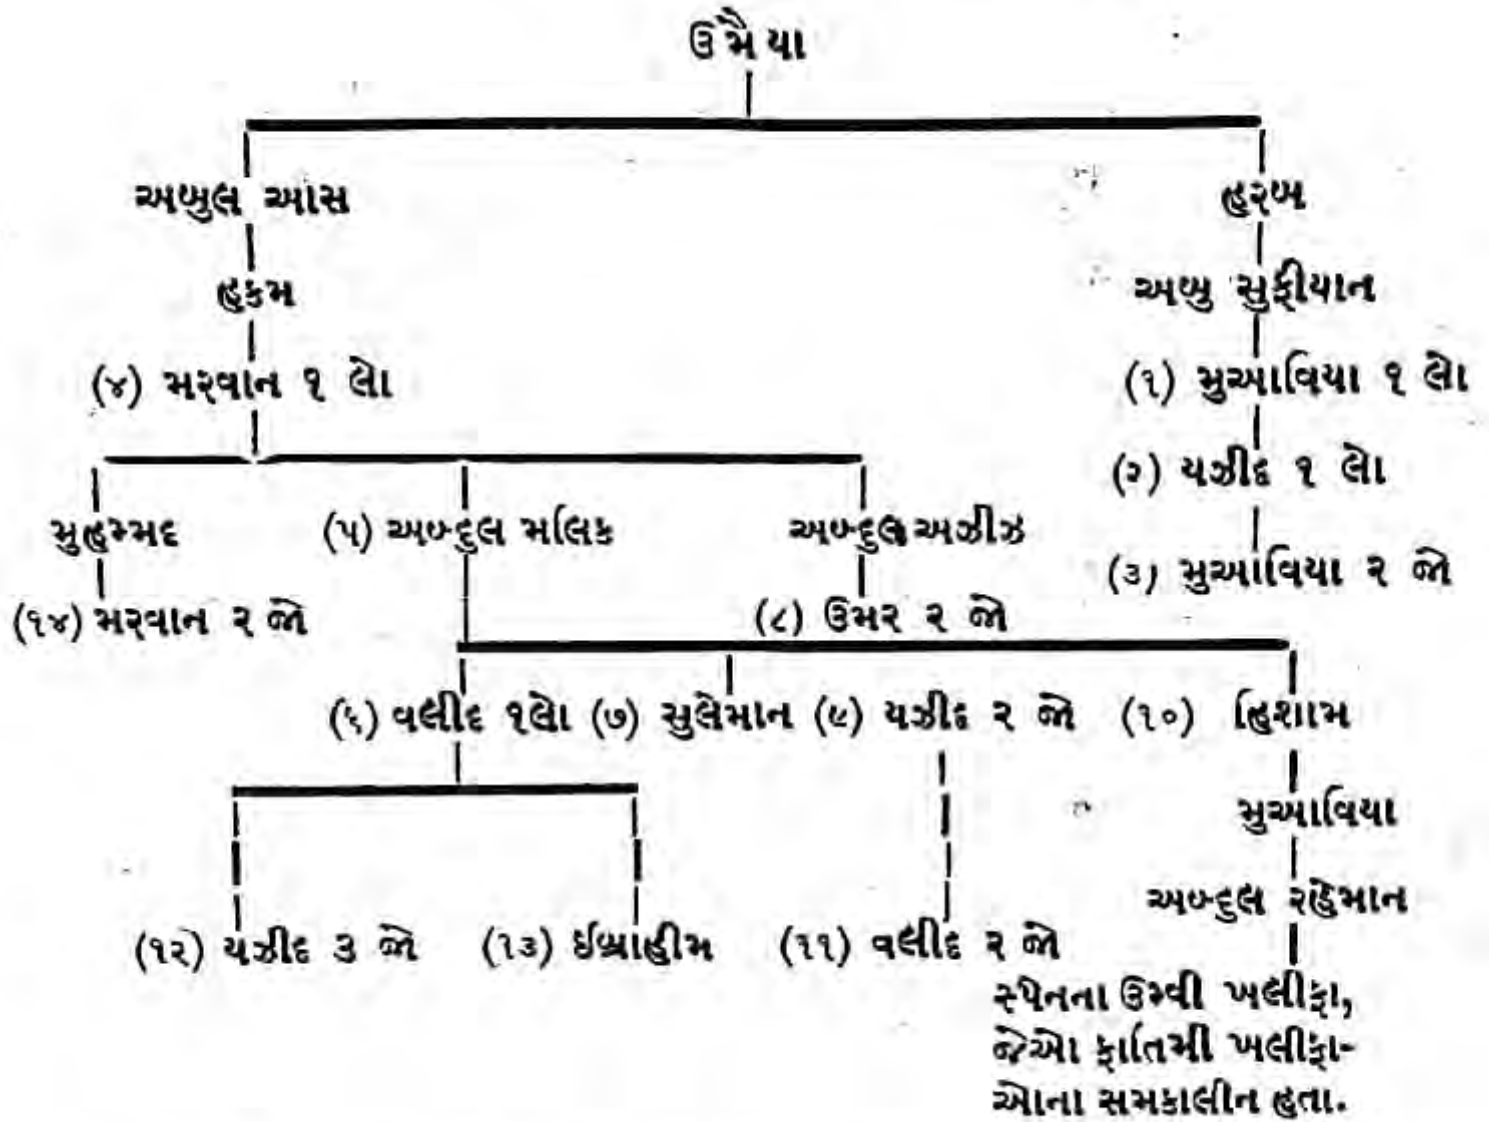 ઉમૈયા
અબુલ આસ હરબ
હકમ અબુ સુફીયાન
(૪) મરવાન ૧ લો (૧) મુઆવિયા ૧ લો
(૨) યઝીદ ૧ લો
મુહમ્મદ (૫) અબ્દુલ મલિક અબ્દુલ અઝીઝ
(૩) મુઆવિયા ૨ જો
(૧૪) મરવાન ૨ જો (૮) ઉમર ૨ જો
(૬) વલીદ ૧લો (૭) સુલેમાન (૯) યઝીદ ૨ જો (૧૦) હિશામ
મુઆવિયા
અબ્દુલ રહેમાન
(૧૨) યઝીદ ૩ જો (૧૩) ઈબ્રાહીમ (૧૧) વલીદ ૨ જો
સ્પેનના ઉમ્વી ખલીફા,
જેઓ ફાતિમી ખલીફા-
ઓના સમકાલીન હતા.